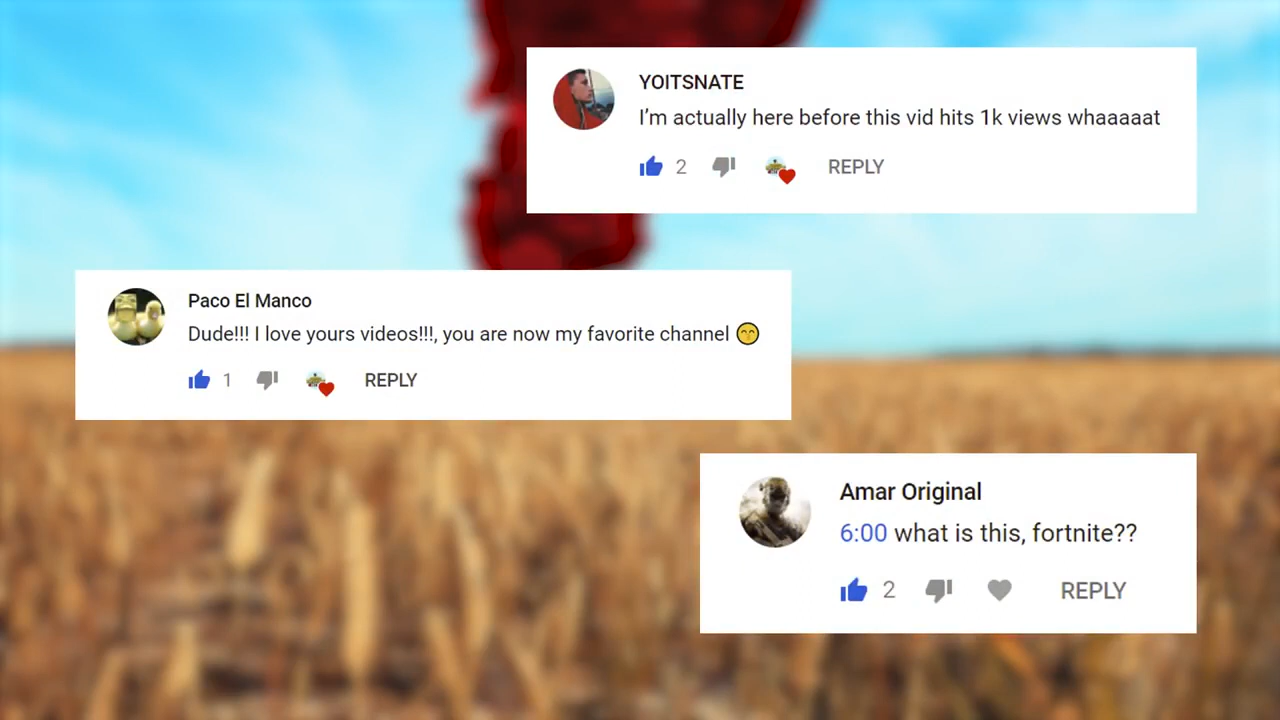 YOITSNATE
I’m actually here before this vid hits 1k views whaaaaat
2 REPLY
Paco El Manco
Dude!!! I love yours videos!!!, you are now my favorite channel 😙
1 REPLY
Amar Original
6:00 what is this, fortnite??
2 REPLY